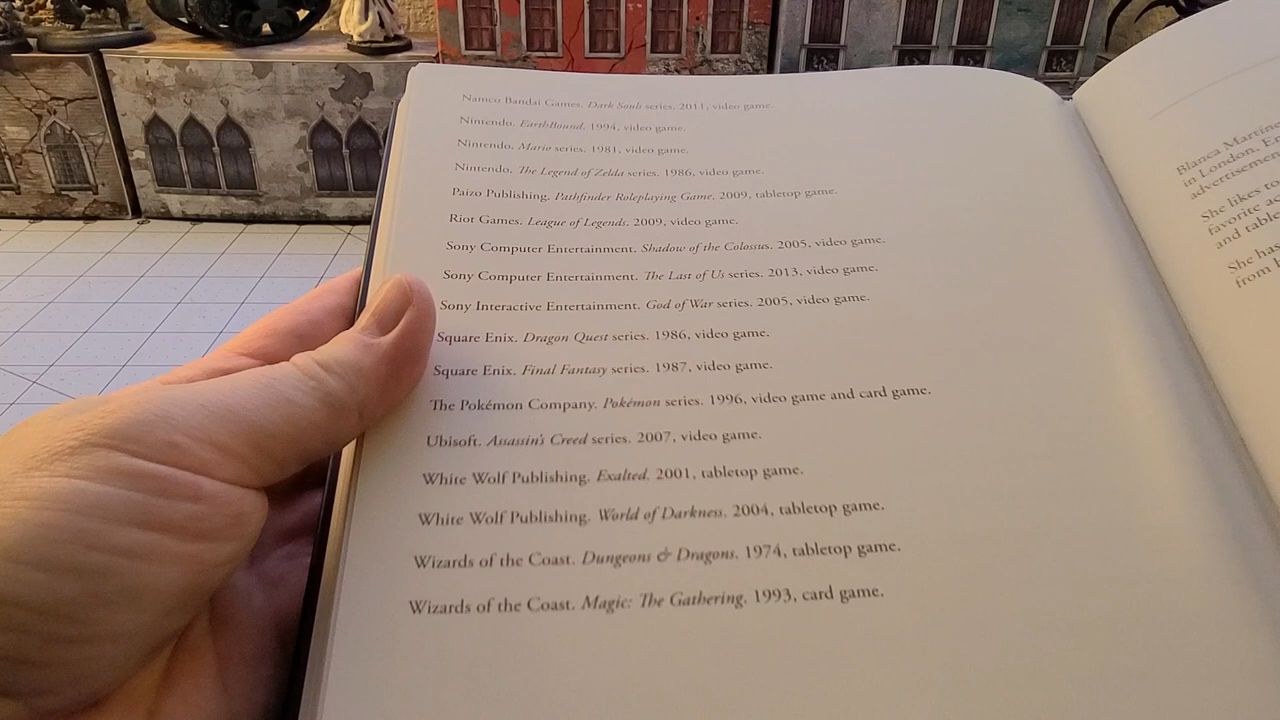 Namco Bandai Games. Dark Souls series. 2011, video game.
Nintendo. EarthBound. 1994, video game.
Nintendo. Mario series. 1981, video game.
Nintendo. The Legend of Zelda series. 1986, video game.
Paizo Publishing. Pathfinder Roleplaying Game. 2009, tabletop game.
Riot Games. League of Legends. 2009, video game.
Sony Computer Entertainment. Shadow of the Colossus. 2005, video game.
Sony Computer Entertainment. The Last of Us series. 2013, video game.
Sony Interactive Entertainment. God of War series. 2005, video game.
Square Enix. Dragon Quest series. 1986, video game.
Square Enix. Final Fantasy series. 1987, video game.
The Pokémon Company. Pokémon series. 1996, video game and card game.
Ubisoft. Assassin's Creed series. 2007, video game.
White Wolf Publishing. Exalted. 2001, tabletop game.
White Wolf Publishing. World of Darkness. 2004, tabletop game.
Wizards of the Coast. Dungeons & Dragons. 1974, tabletop game.
Wizards of the Coast. Magic: The Gathering. 1993, card game.
Blanca Martine
in London, En
advertisemen
She likes to
favorite ac
and table
She has
from h